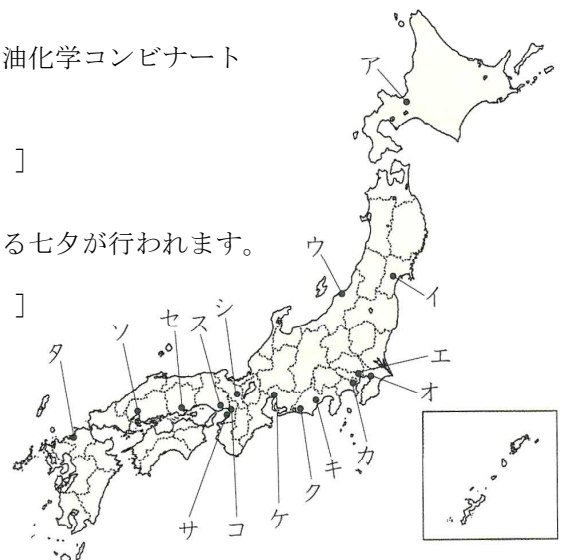 油化学コンビナート
］
る七夕が行われます。
］
ア
ウ
イ
シ
ス
セ
ソ
タ
エ
オ
カ
キ
ク
ケ
コ
サ